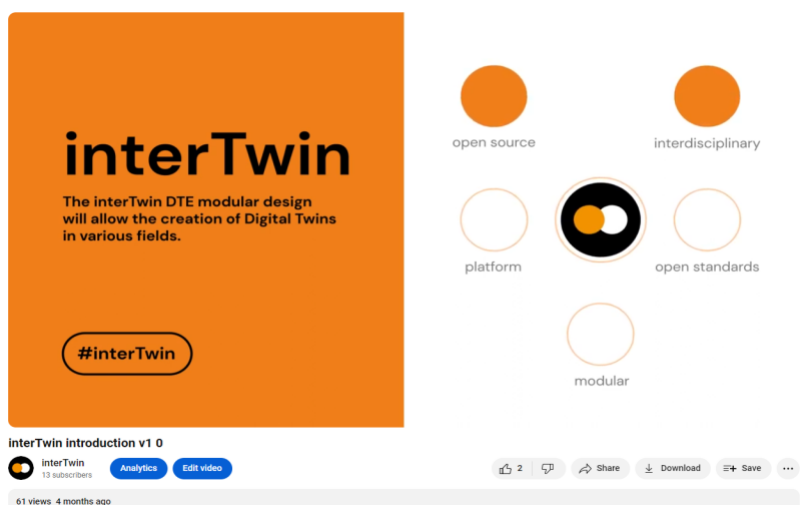 interTwin
The interTwin DTE modular design
will allow the creation of Digital Twins
in various fields.
#interTwin
open source
interdisciplinary
platform
open standards
modular
interTwin introduction v1 0
interTwin
13 subscribers
Analytics
Edit video
2
Share
Download
Save
61 views 4 months ago